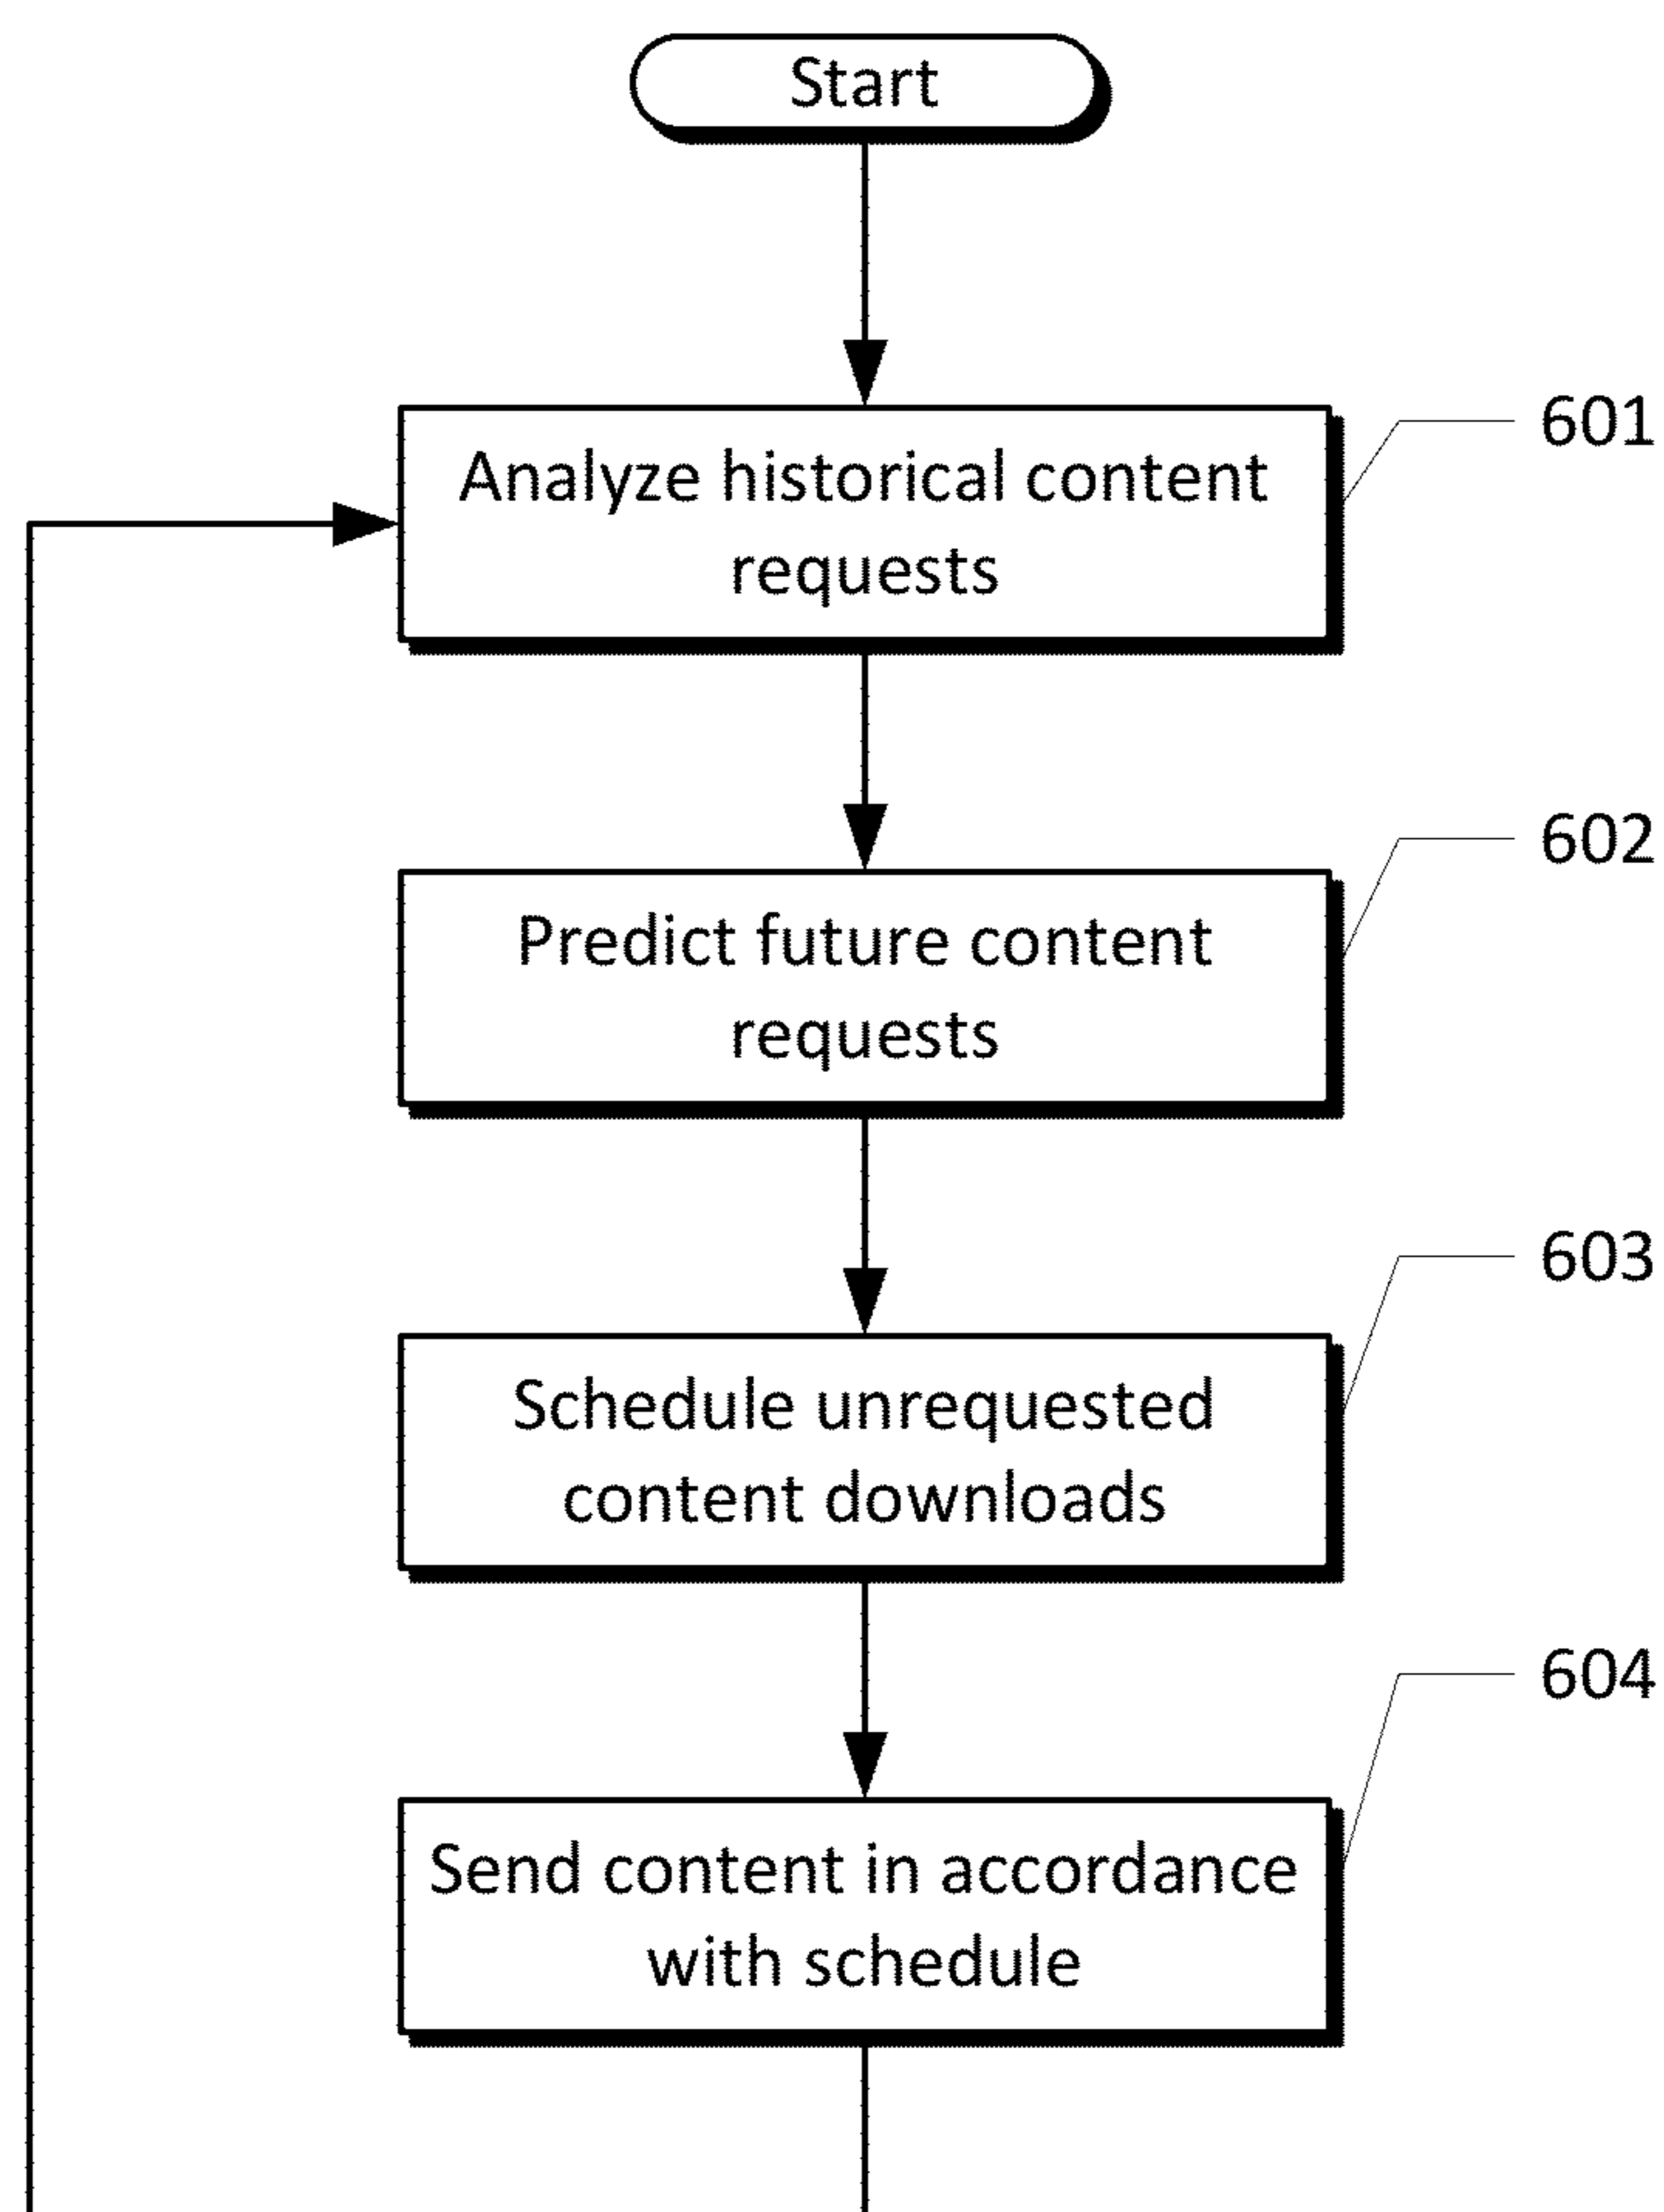 Start
601
Analyze historical content
requests
602
Predict future content
requests
603
Schedule unrequested
content downloads
604
Send content in accordance
with schedule